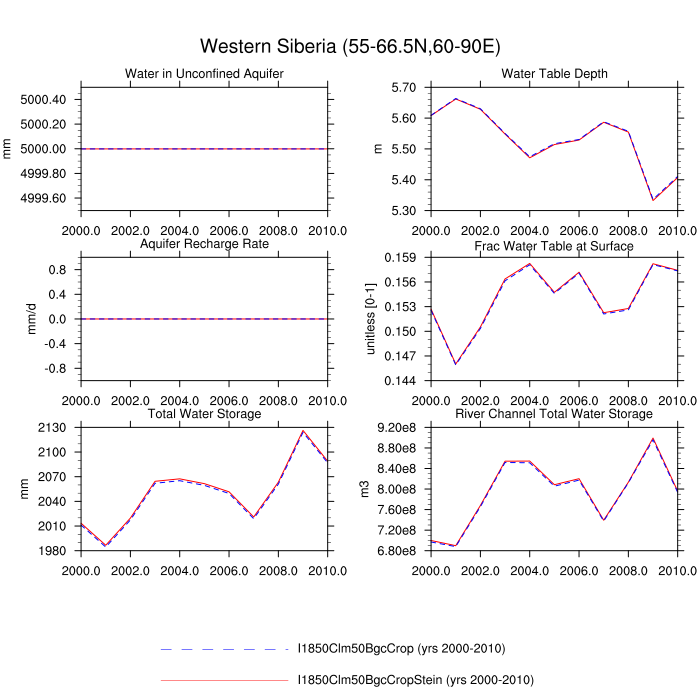 Western Siberia (55-66.5N,60-90E)
Water in Unconfined Aquifer
5000.40
5000.20
5000.00
4999.80
4999.60
mm
2000.0 2002.0 2004.0 2006.0 2008.0 2010.0
Water Table Depth
5.70
5.60
5.50
5.40
5.30
m
2000.0 2002.0 2004.0 2006.0 2008.0 2010.0
Aquifer Recharge Rate
0.8
0.4
0.0
-0.4
-0.8
mm/d
2000.0 2002.0 2004.0 2006.0 2008.0 2010.0
Frac Water Table at Surface
0.159
0.156
0.153
0.150
0.147
0.144
unitless [0-1]
2000.0 2002.0 2004.0 2006.0 2008.0 2010.0
Total Water Storage
2130
2100
2070
2040
2010
1980
mm
2000.0 2002.0 2004.0 2006.0 2008.0 2010.0
River Channel Total Water Storage
9.20e8
8.80e8
8.40e8
8.00e8
7.60e8
7.20e8
6.80e8
m3
2000.0 2002.0 2004.0 2006.0 2008.0 2010.0
I1850Clm50BgcCrop (yrs 2000-2010)
I1850Clm50BgcCropStein (yrs 2000-2010)